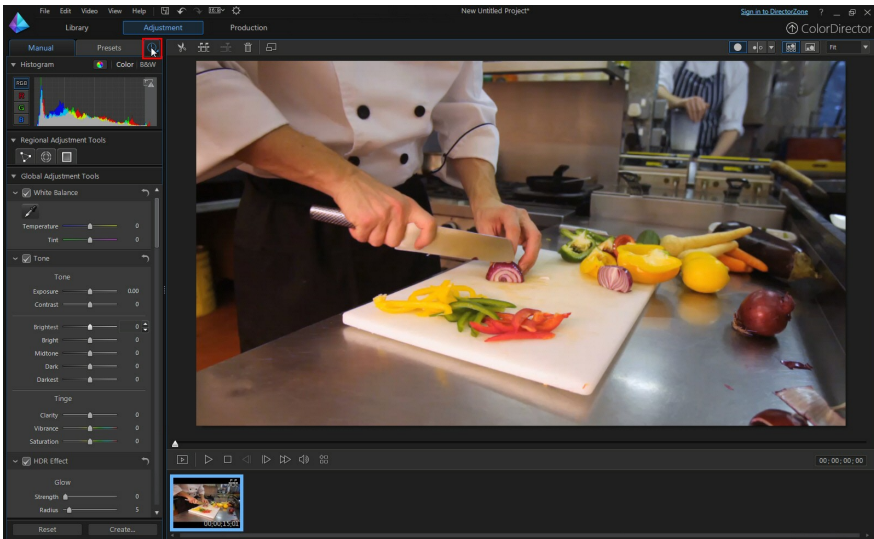 File Edit Video View Help New Untitled Project* Sign in to DirectorZone ?
Library Adjustment Production ColorDirector
Manual Presets Fit
Histogram Color B&W
RGB
R
G
B
Regional Adjustment Tools
Global Adjustment Tools
White Balance
Temperature 0
Tint 0
Tone
Tone
Exposure 0.00
Contrast 0
Brightest 0
Bright 0
Midtone 0
Dark 0
Darkest 0
Tinge
Clarity 0
Vibrance 0
Saturation 0
HDR Effect
00;00;00;00
Glow
Strength 0
Radius 5
00;00;15;01
Reset Create...